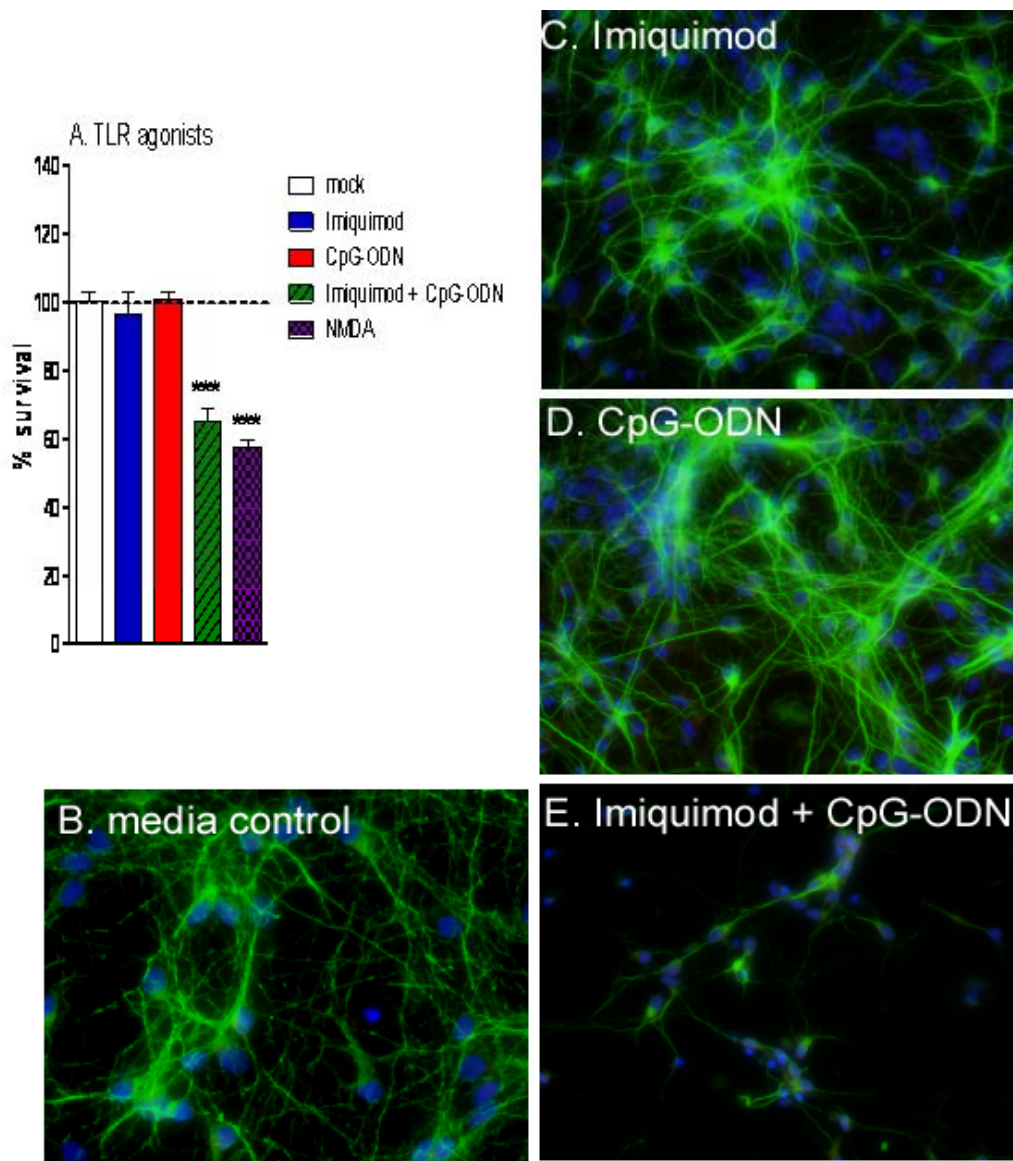 A. TLR agonists
140
120
100
80
60
40
20
0
% survival
mock
Imiquimod
CpG-ODN
Imiquimod + CpG-ODN
NMDA
***
***
B. media control
C. Imiquimod
D. CpG-ODN
E. Imiquimod + CpG-ODN